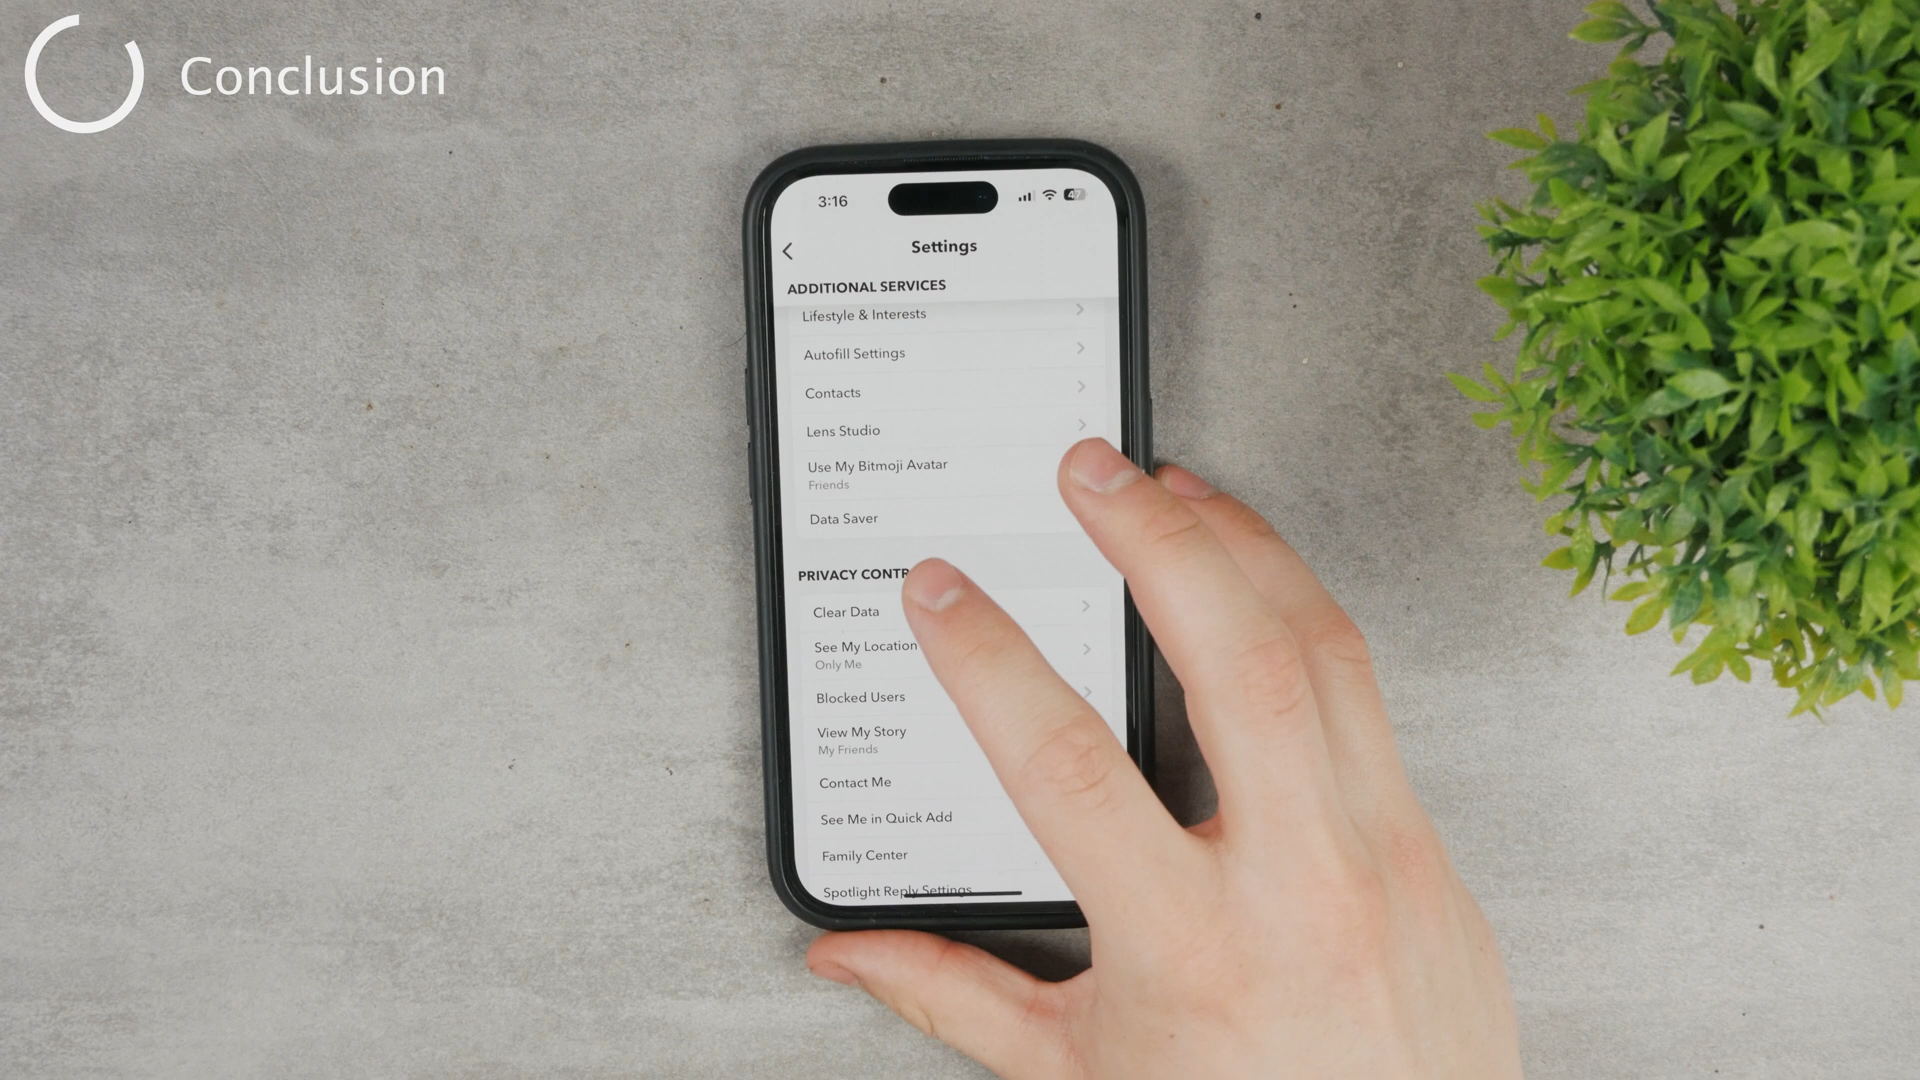 Conclusion
3:16
47
Settings
ADDITIONAL SERVICES
Lifestyle & Interests
Autofill Settings
Contacts
Lens Studio
Use My Bitmoji Avatar
Friends
Data Saver
PRIVACY CONTR
Clear Data
See My Location
Only Me
Blocked Users
View My Story
My Friends
Contact Me
See Me in Quick Add
Family Center
Spotlight Reply Settings